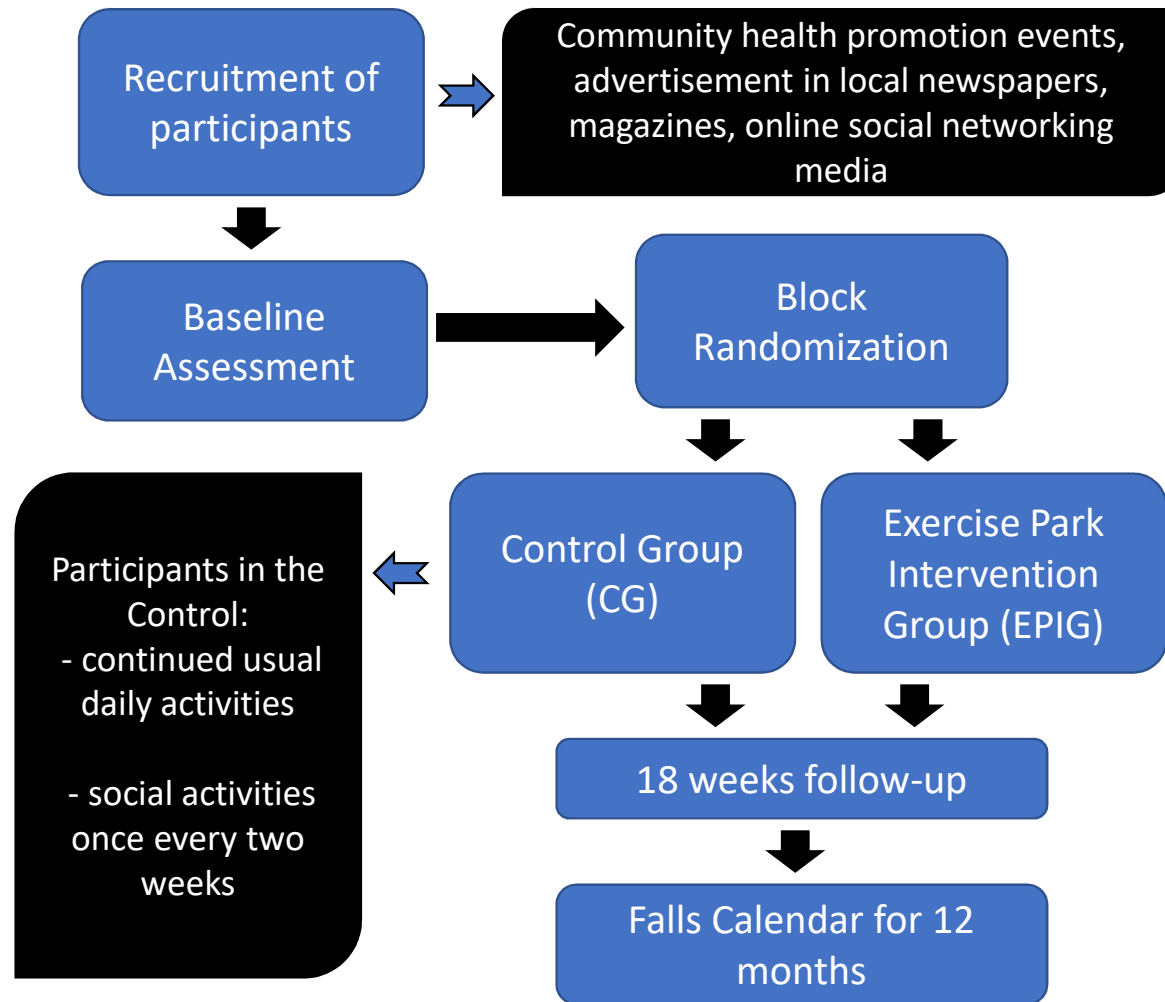 Recruitment of
participants
Community health promotion events,
advertisement in local newspapers,
magazines, online social networking
media
Baseline
Assessment
Block
Randomization
Participants in the
Control:
- continued usual
daily activities
- social activities
once every two
weeks
Control Group
(CG)
Exercise Park
Intervention
Group (EPIG)
18 weeks follow-up
Falls Calendar for 12
months